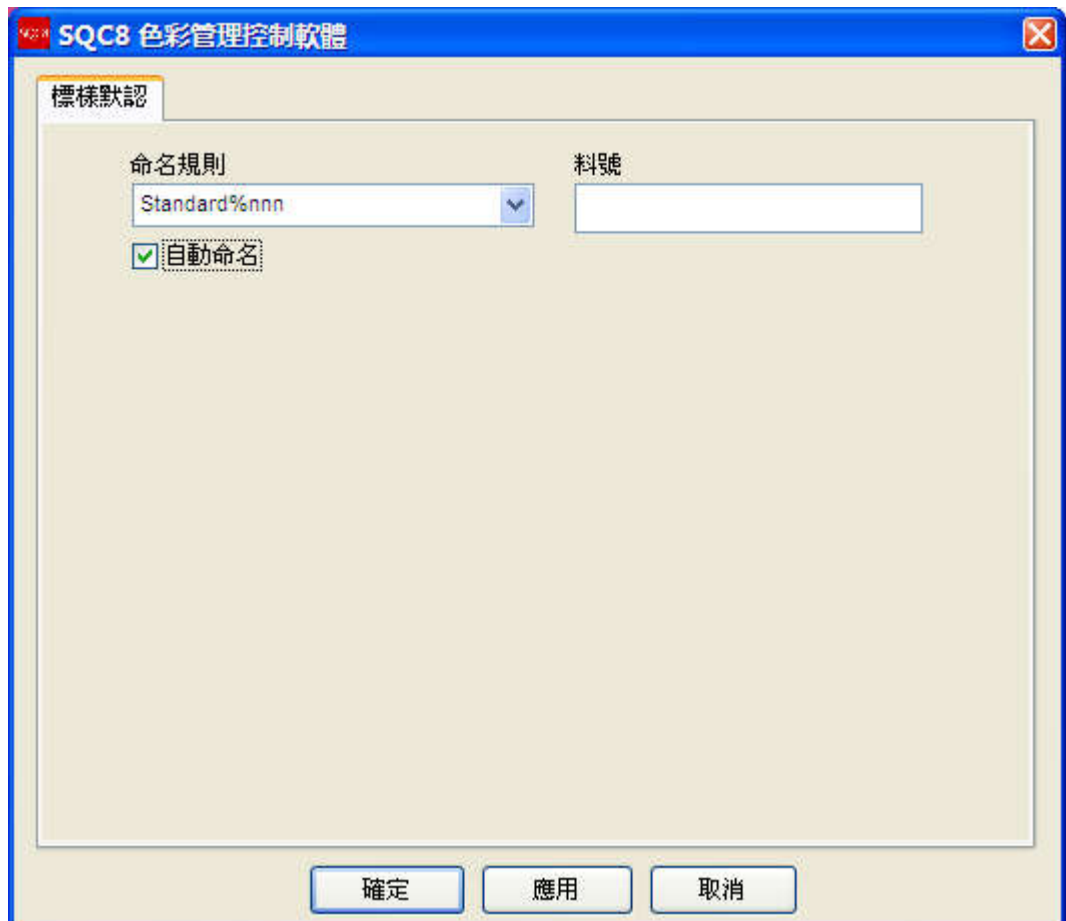 SQC8 色彩管理控制軟體
標樣默認
命名規則
料號
Standard%nnn
自動命名
確定
應用
取消